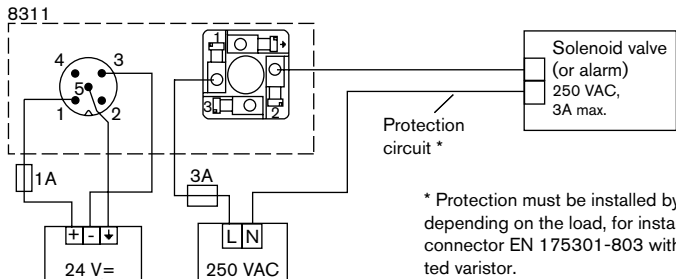 8311
4
3
5
1
2
1
3
2
1A
3A
+ -
24 V=
L N
250 VAC
Solenoid valve
(or alarm)
250 VAC,
3A max.
Protection
circuit *
* Protection must be installed by
depending on the load, for insta
connector EN 175301-803 with
ted varistor.